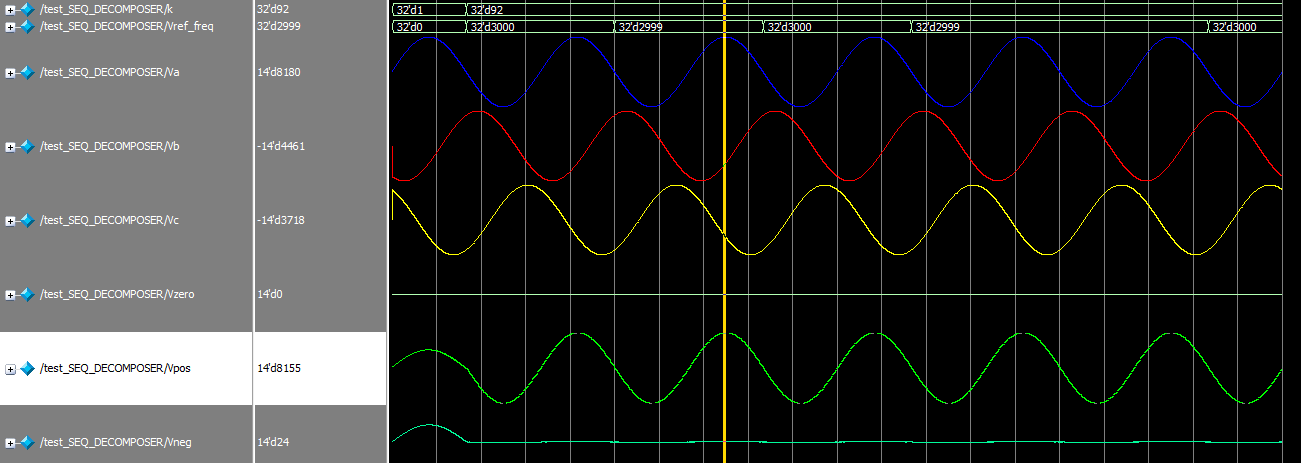 /test_SEQ_DECOMPOSER/k 32'd92 32'd1 32'd92
/test_SEQ_DECOMPOSER/Vref_freq 32'd2999 32'd0 32'd3000 32'd2999 32'd3000 32'd2999 32'd3000
/test_SEQ_DECOMPOSER/Va 14'd8180
/test_SEQ_DECOMPOSER/Vb -14'd4461
/test_SEQ_DECOMPOSER/Vc -14'd3718
/test_SEQ_DECOMPOSER/Vzero 14'd0
/test_SEQ_DECOMPOSER/Vpos 14'd8155
/test_SEQ_DECOMPOSER/Vneg 14'd24